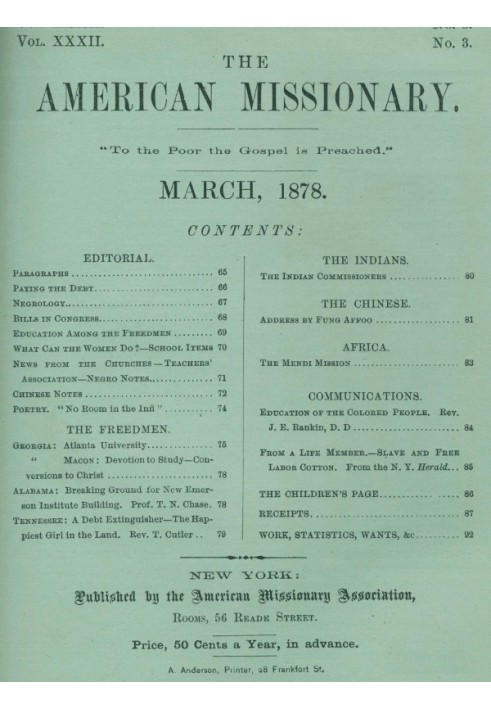 VOL. XXXII.
No. 3.
THE
AMERICAN MISSIONARY.
"To the Poor the Gospel is Preached."
MARCH, 1878.
CONTENTS:
EDITORIAL.
PARAGRAPHS 65
PAYING THE DEBT 66
NECROLOGY 67
BILLS IN CONGRESS 68
EDUCATION AMONG THE FREEDMEN 69
WHAT CAN THE WOMEN DO?—SCHOOL ITEMS 70
NEWS FROM THE CHURCHES—TEACHERS'
ASSOCIATION—NEGRO NOTES 71
CHINESE NOTES 72
POETRY. "No Room in the Inn" 74
THE FREEDMEN.
GEORGIA: Atlanta University 75
" MACON: Devotion to Study—Con-
versions to Christ 78
ALABAMA: Breaking Ground for New Emer-
son Institute Building. Prof. T. N. Chase. 78
TENNESSEE: A Debt Extinguisher—The Hap-
piest Girl in the Land. Rev. T. Cutler 79
THE INDIANS.
THE INDIAN COMMISSIONERS 80
THE CHINESE.
ADDRESS BY FUNG AFFOO 81
AFRICA.
THE MENDI MISSION 83
COMMUNICATIONS.
EDUCATION OF THE COLORED PEOPLE. Rev.
J. E. Rankin, D. D 84
FROM A LIFE MEMBER.—SLAVE AND FREE
LABOR COTTON. From the N. Y. Herald 85
THE CHILDREN'S PAGE 86
RECEIPTS 87
WORK, STATISTICS, WANTS, &c 92
NEW YORK:
Published by the American Missionary Association,
ROOMS, 56 READE STREET.
Price, 50 Cents a Year, in advance.
A. Anderson, Printer, 28 Frankfort St.